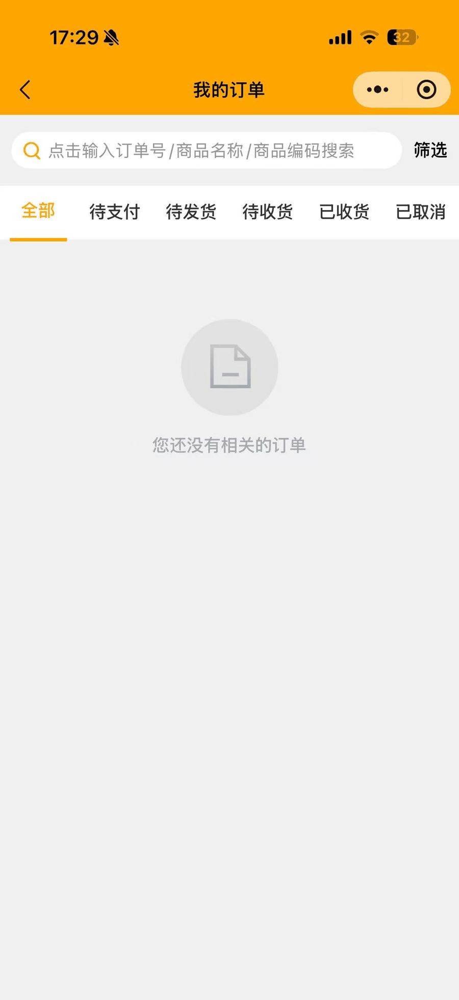 17:29
32
我的订单
点击输入订单号/商品名称/商品编码搜索
筛选
全部 待支付 待发货 待收货 已收货 已取消
您还没有相关的订单